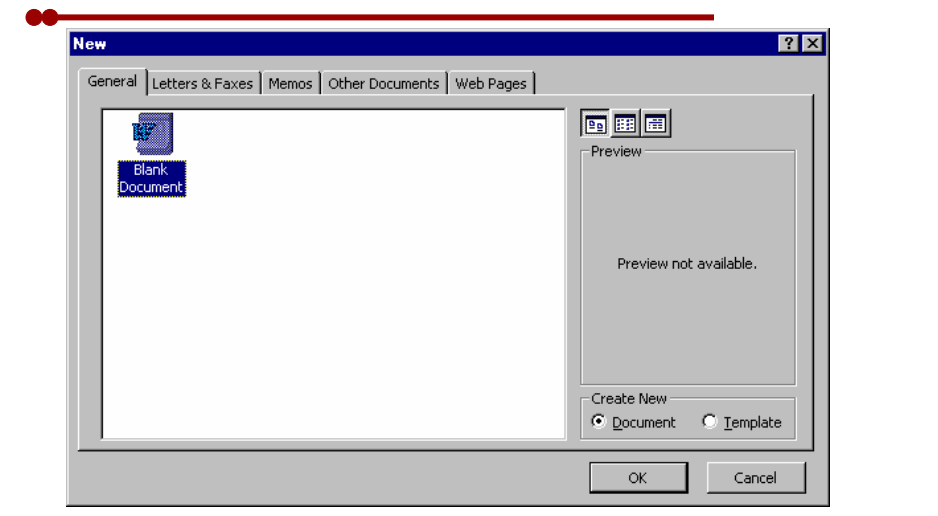 New
General Letters & Faxes Memos Other Documents Web Pages
Blank
Document
Preview
Preview not available.
Create New
Document Template
OK Cancel